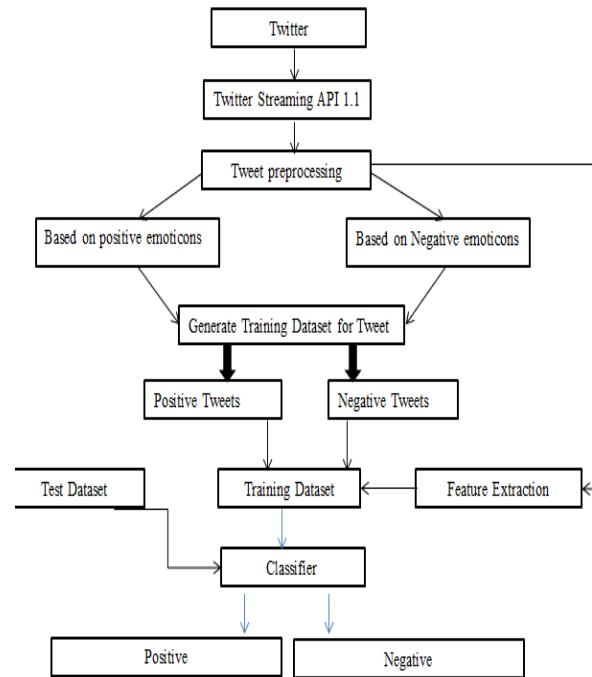 Twitter
Twitter Streaming API 1.1
Tweet preprocessing
Based on positive emoticons
Based on Negative emoticons
Generate Training Dataset for Tweet
Positive Tweets
Negative Tweets
Test Dataset
Training Dataset
Feature Extraction
Classifier
Positive
Negative